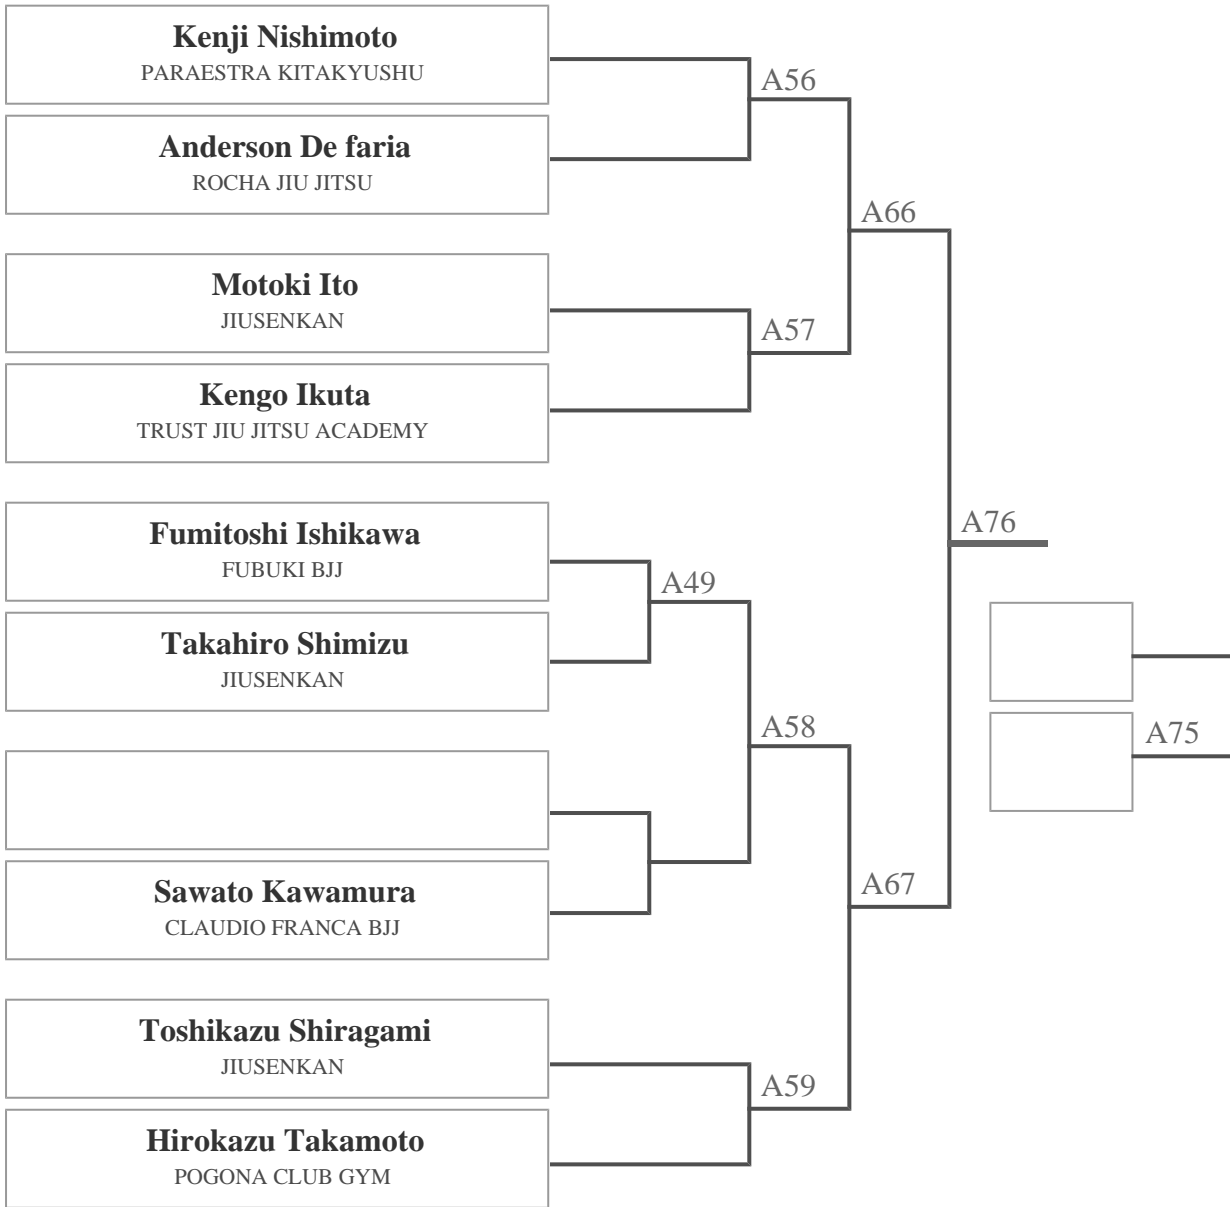 Kenji Nishimoto
PARAESTRA KITAKYUSHU
A56
Anderson De faria
ROCHA JIU JITSU
A66
Motoki Ito
JIUSENKAN
A57
Kengo Ikuta
TRUST JIU JITSU ACADEMY
Fumitoshi Ishikawa
FUBUKI BJJ
A76
A49
Takahiro Shimizu
JIUSENKAN
A58
A75
Sawato Kawamura
CLAUDIO FRANCA BJJ
A67
Toshikazu Shiragami
JIUSENKAN
A59
Hirokazu Takamoto
POGONA CLUB GYM